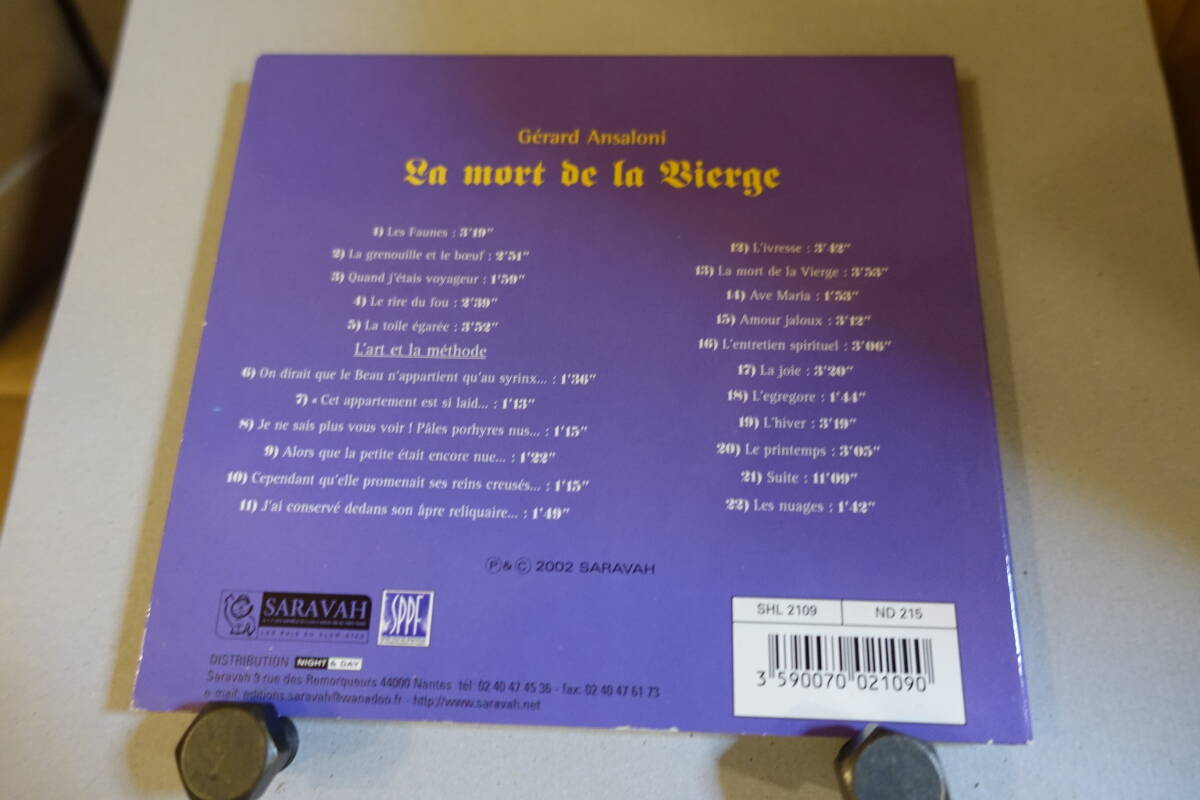 Gérard Ansaloni
La mort de la Vierge
1) Les Faunes : 3'19"
2) La grenouille et le bœuf : 2'51"
3) Quand j'étais voyageur : 1'59"
4) Le rire du fou : 2'39"
5) La toile égarée : 3'52"
L'art et la méthode
6) On dirait que le Beau n'appartient qu'au syrinx... : 1'36"
7) « Cet appartement est si laid... : 1'13"
8) Je ne sais plus vous voir ! Pâles porhyres nus... : 1'15"
9) Alors que la petite était encore nue... : 1'22"
10) Cependant qu'elle promenait ses reins creusés... : 1'15"
11) J'ai conservé dedans son âpre reliquaire... : 1'49"
12) L'ivresse : 3'42"
13) La mort de la Vierge : 3'53"
14) Ave Maria : 1'53"
15) Amour jaloux : 3'12"
16) L'entretien spirituel : 3'06"
17) La joie : 3'20"
18) L'egregore : 1'44"
19) L'hiver : 3'19"
20) Le printemps : 3'05"
21) Suite : 11'09"
22) Les nuages : 1'42"
Ⓟ & © 2002 SARAVAH
SARAVAH
SPPF
DISTRIBUTION NIGHT & DAY
Saravah 9 rue des Remorqueurs 44000 Nantes tél 02 40 47 45 36 - fax: 02 40 47 61 73
e-mail: editions.saravah@wanadoo.fr - http://www.saravah.net
SHL 2109
ND 215
3 590070 021090